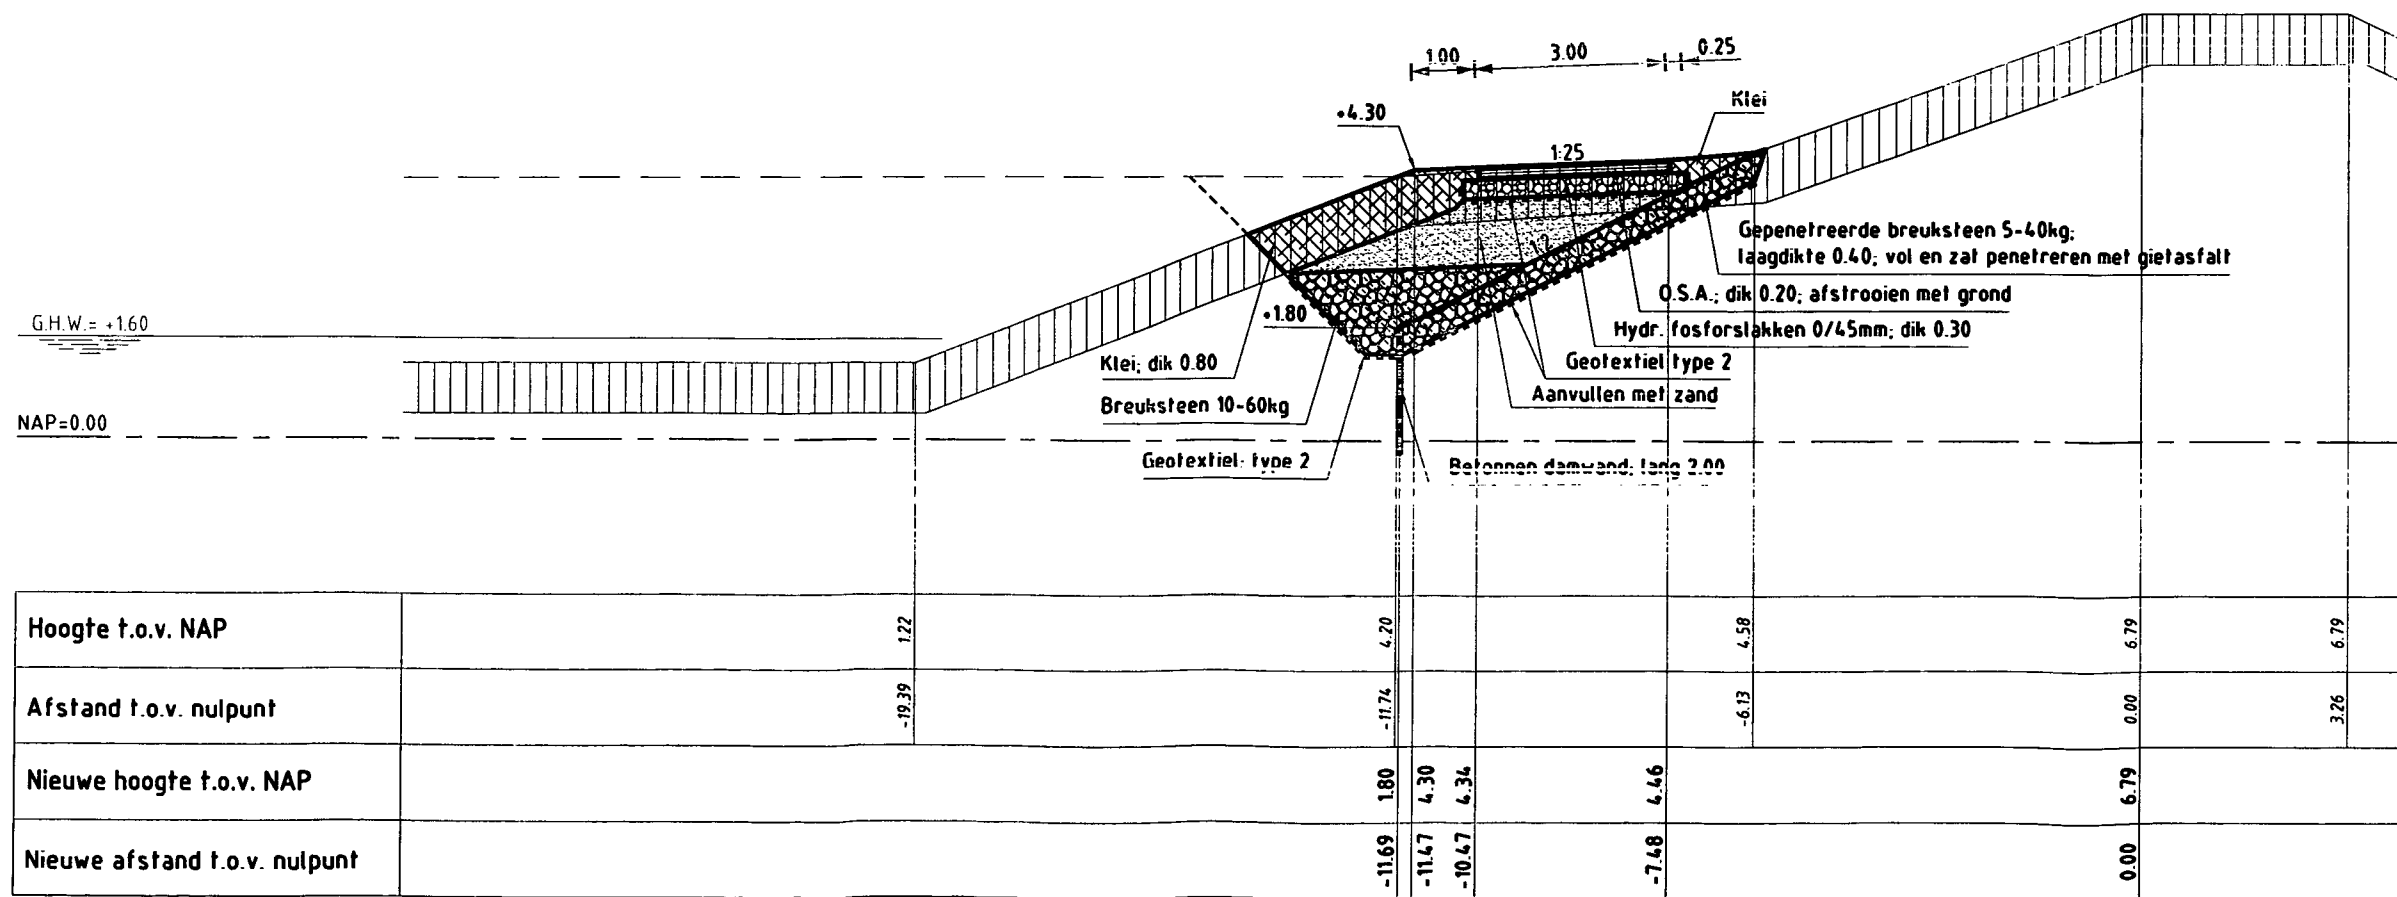 1.00 3.00 0.25
Klei
+4.30
1:25
Gepenetreerde breuksteen 5-40kg;
laagdikte 0.40; vol en zat penetreren met gietasfalt
O.S.A.; dik 0.20; afstrooien met grond
G.H.W.= +1.60
+1.80
Hydr. fosforslakken 0/45mm; dik 0.30
Klei; dik 0.80
Geotextiel type 2
Breuksteen 10-60kg
Aanvullen met zand
NAP=0.00
Geotextiel; type 2
Betonnen damwand; lang 2.00
Hoogte t.o.v. NAP 1.22 4.20 4.58 6.79 6.79
Afstand t.o.v. nulpunt -19.39 -11.74 -6.13 0.00 3.26
Nieuwe hoogte t.o.v. NAP 1.80 4.30 4.34 4.46 6.79
Nieuwe afstand t.o.v. nulpunt -11.69 -11.47 -10.47 -7.48 0.00